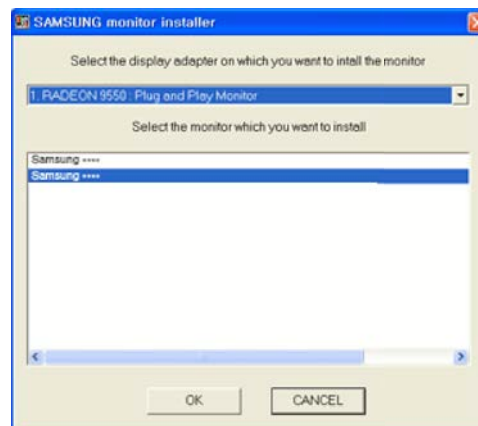 SAMSUNG monitor installer
Select the display adapter on which you want to intall the monitor
1. RADEON 9550 : Plug and Play Monitor
Select the monitor which you want to install
Samsung ----
Samsung ----
OK
CANCEL